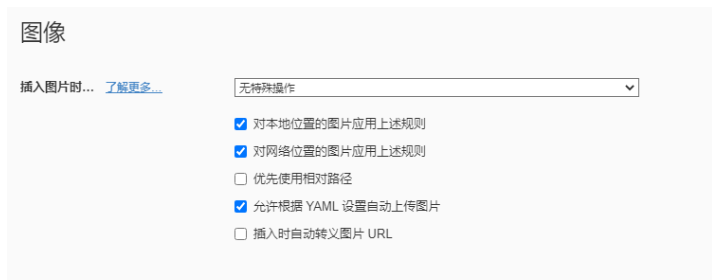 图像
插入图片时... 了解更多... 无特殊操作
对本地位置的图片应用上述规则
对网络位置的图片应用上述规则
优先使用相对路径
允许根据 YAML 设置自动上传图片
插入时自动转义图片 URL